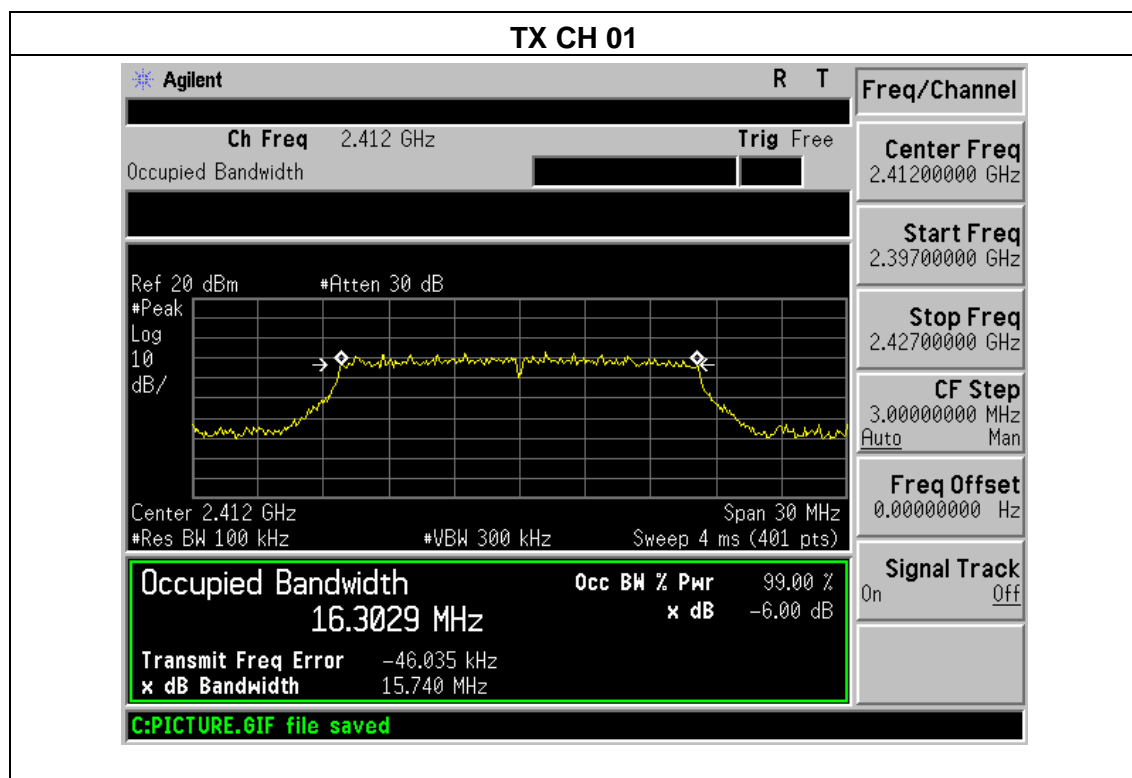 TX CH 01
Agilent R T
Freq/Channel
Ch Freq 2.412 GHz Trig Free
Occupied Bandwidth
Center Freq
2.41200000 GHz
Start Freq
2.39700000 GHz
Stop Freq
2.42700000 GHz
CF Step
3.00000000 MHz
Auto Man
Freq Offset
0.00000000 Hz
Signal Track
On Off
Ref 20 dBm #Atten 30 dB
#Peak
Log
10
dB/
Center 2.412 GHz Span 30 MHz
#Res BW 100 kHz #VBW 300 kHz Sweep 4 ms (401 pts)
Occupied Bandwidth Occ BW % Pwr 99.00 %
16.3029 MHz x dB -6.00 dB
Transmit Freq Error -46.035 kHz
x dB Bandwidth 15.740 MHz
C:PICTURE.GIF file saved